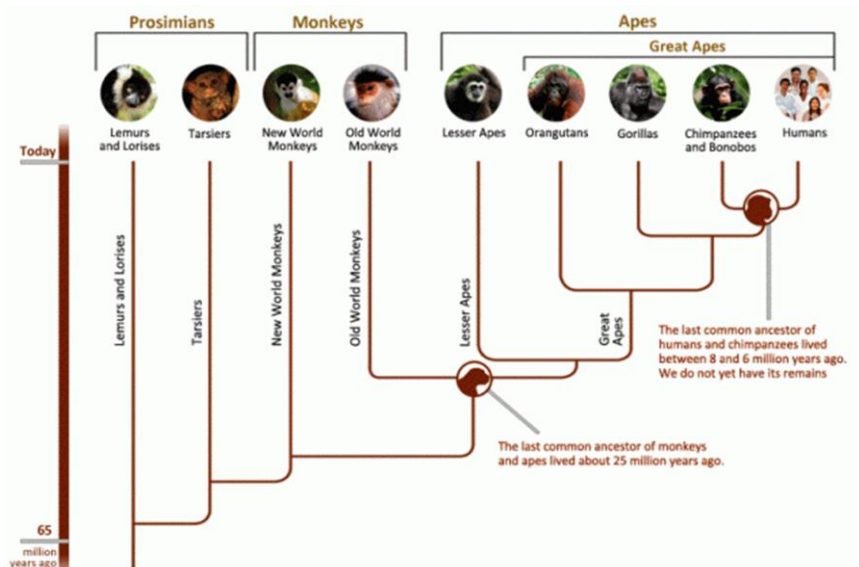 Prosimians
Monkeys
Apes
Great Apes
Lemurs
and Lorises
Tarsiers
New World
Monkeys
Old World
Monkeys
Lesser Apes
Orangutans
Gorillas
Chimpanzees
and Bonobos
Humans
Today
Lemurs and Lorises
Tarsiers
New World Monkeys
Old World Monkeys
Lesser Apes
Great
Apes
The last common ancestor of
humans and chimpanzees lived
between 8 and 6 million years ago.
We do not yet have its remains
The last common ancestor of monkeys
and apes lived about 25 million years ago.
65
million
years ago